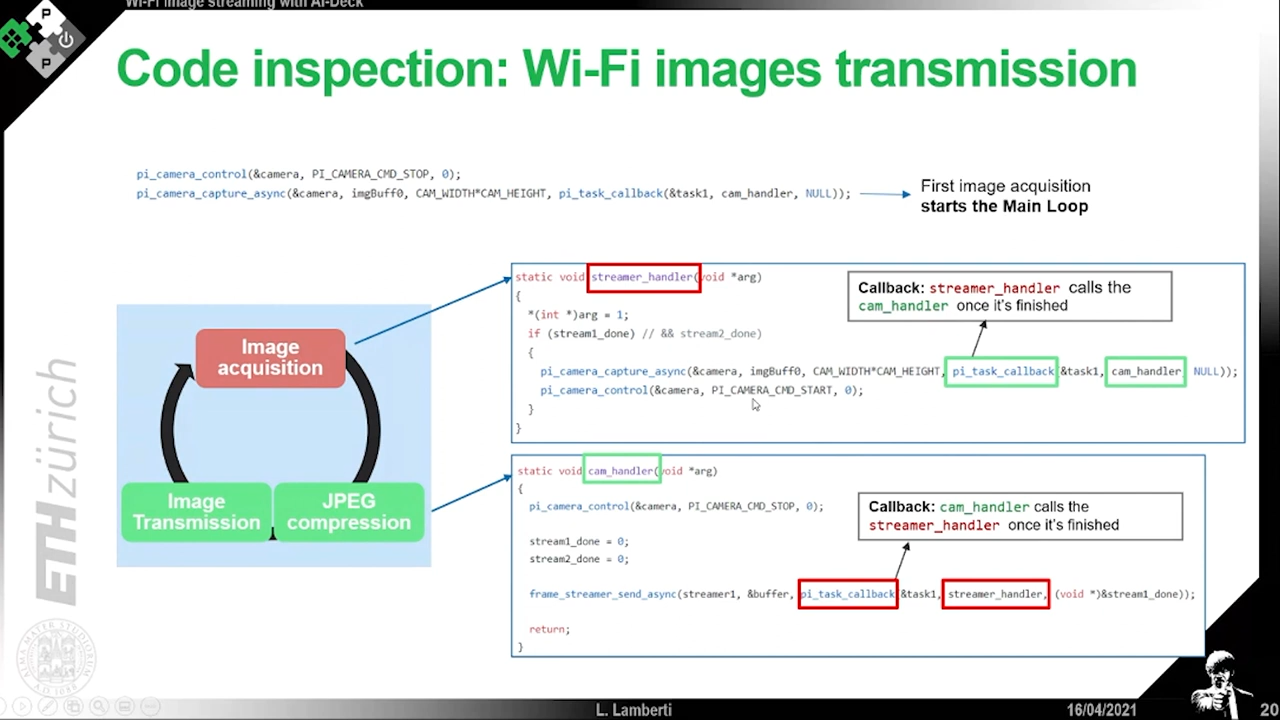 Wi-Fi image streaming with AI-Deck
P
P
Code inspection: Wi-Fi images transmission
pi_camera_control(&camera, PI_CAMERA_CMD_STOP, 0);
pi_camera_capture_async(&camera, imgBuff0, CAM_WIDTH*CAM_HEIGHT, pi_task_callback(&task1, cam_handler, NULL));
First image acquisition
starts the Main Loop
static void streamer_handler(void *arg)
{
*(int *)arg = 1;
if (stream1_done) // && stream2_done)
{
pi_camera_capture_async(&camera, imgBuff0, CAM_WIDTH*CAM_HEIGHT, pi_task_callback(&task1, cam_handler, NULL));
pi_camera_control(&camera, PI_CAMERA_CMD_START, 0);
}
}
Callback: streamer_handler calls the
cam_handler once it's finished
Image
acquisition
Image
Transmission
JPEG
compression
static void cam_handler(void *arg)
{
pi_camera_control(&camera, PI_CAMERA_CMD_STOP, 0);
stream1_done = 0;
stream2_done = 0;
frame_streamer_send_async(streamer1, &buffer, pi_task_callback(&task1, streamer_handler, (void *)&stream1_done));
return;
}
Callback: cam_handler calls the
streamer_handler once it's finished
ETH zürich
L. Lamberti
16/04/2021
20